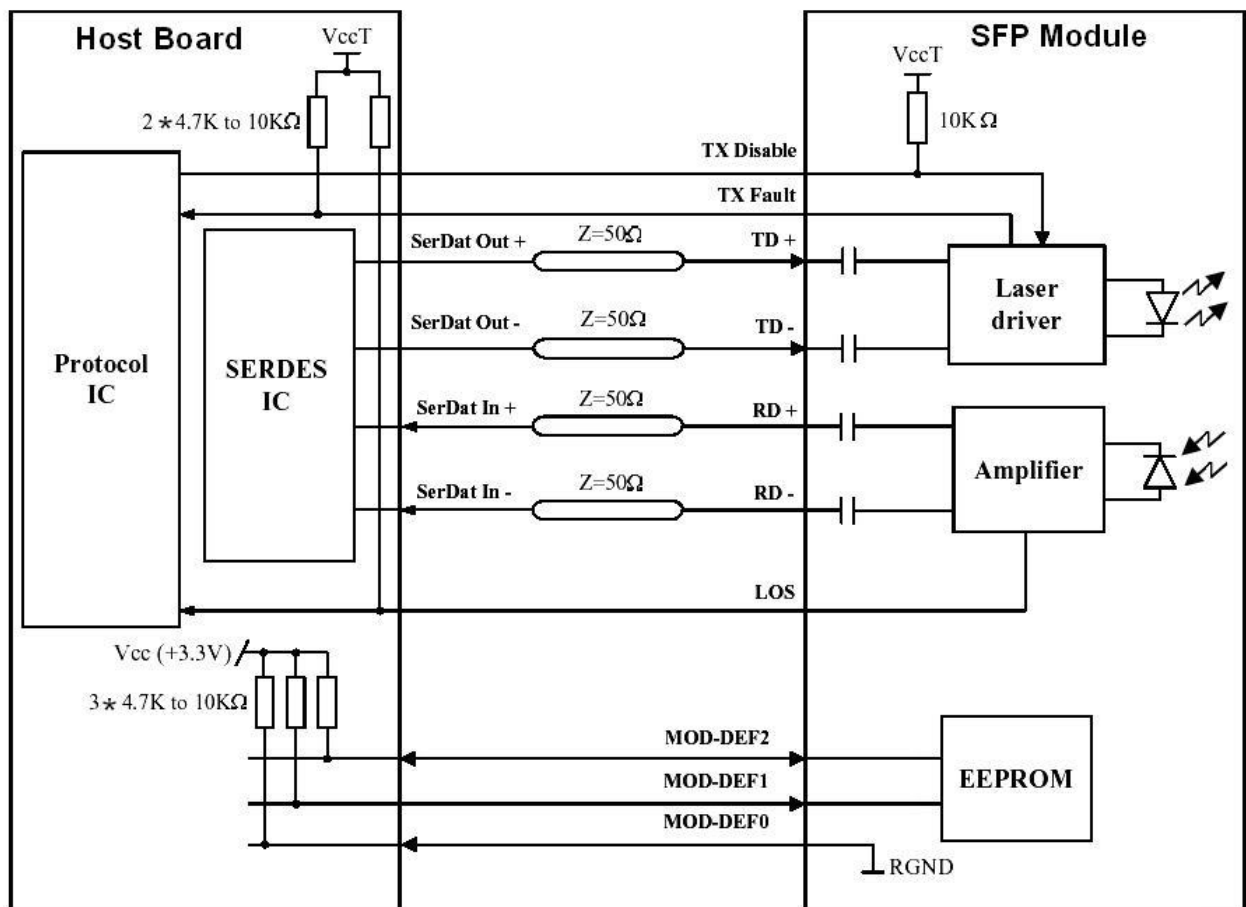 Host Board
SFP Module
VccT
VccT
2*4.7K to 10KΩ
10KΩ
TX Disable
TX Fault
SerDat Out +
Z=50Ω
TD +
Laser
driver
SerDat Out -
Z=50Ω
TD -
Protocol
IC
SERDES
IC
SerDat In +
Z=50Ω
RD +
Amplifier
SerDat In -
Z=50Ω
RD -
LOS
Vcc (+3.3V)
3* 4.7K to 10KΩ
MOD-DEF2
MOD-DEF1
MOD-DEF0
EEPROM
RGND